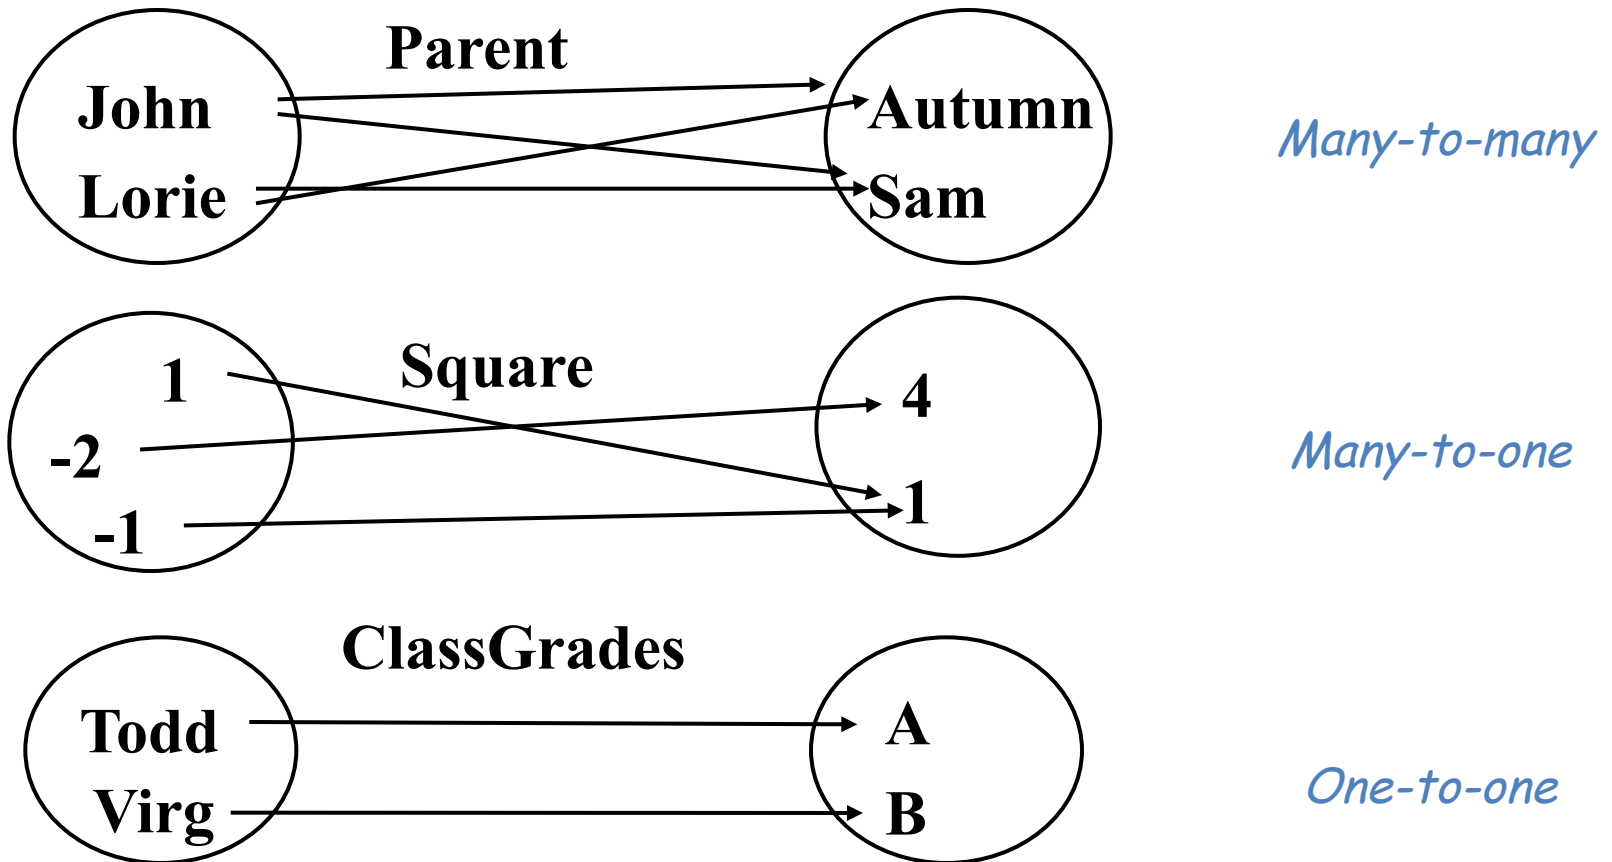 Parent
John
Autumn
Many-to-many
Lorie
Sam
Square
1
4
-2
Many-to-one
1
-1
ClassGrades
Todd
A
One-to-one
Virg
B